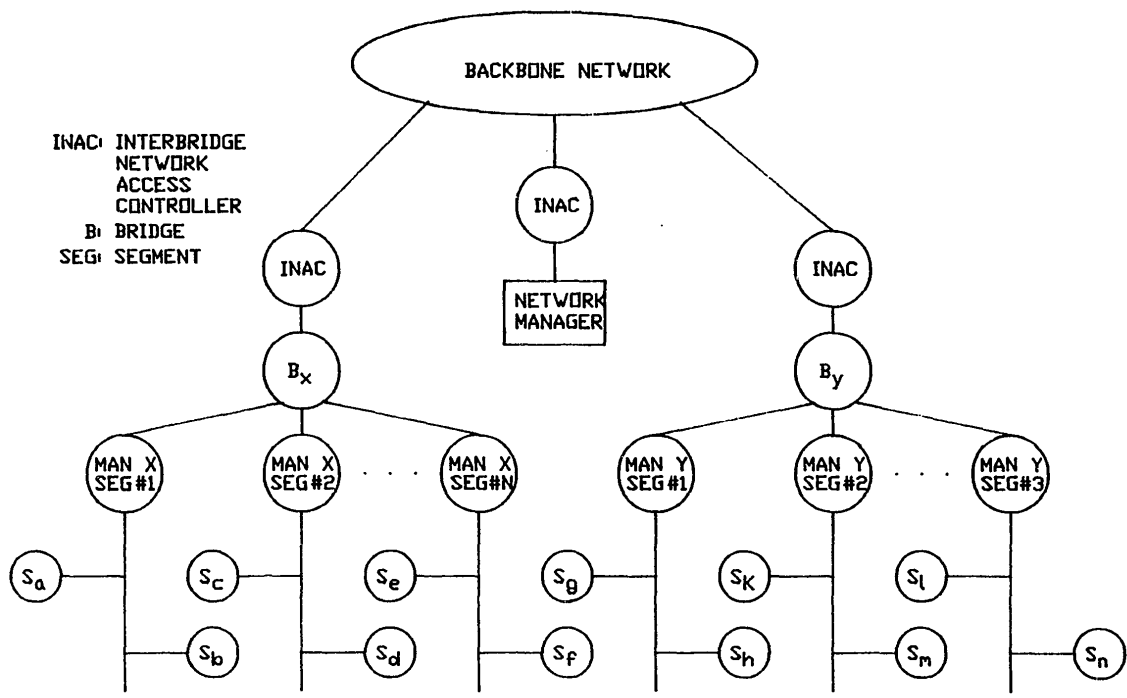 BACKBONE NETWORK
INAC: INTERBRIDGE
NETWORK
ACCESS
CONTROLLER
B: BRIDGE
SEG: SEGMENT
INAC
INAC
INAC
NETWORK
MANAGER
Bx
By
MAN X
SEG#1
MAN X
SEG#2
. . . .
MAN X
SEG#N
MAN Y
SEG#1
MAN Y
SEG#2
. . . .
MAN Y
SEG#3
Sa
Sc
Se
Sg
SK
Sl
Sb
Sd
Sf
Sh
Sm
Sn